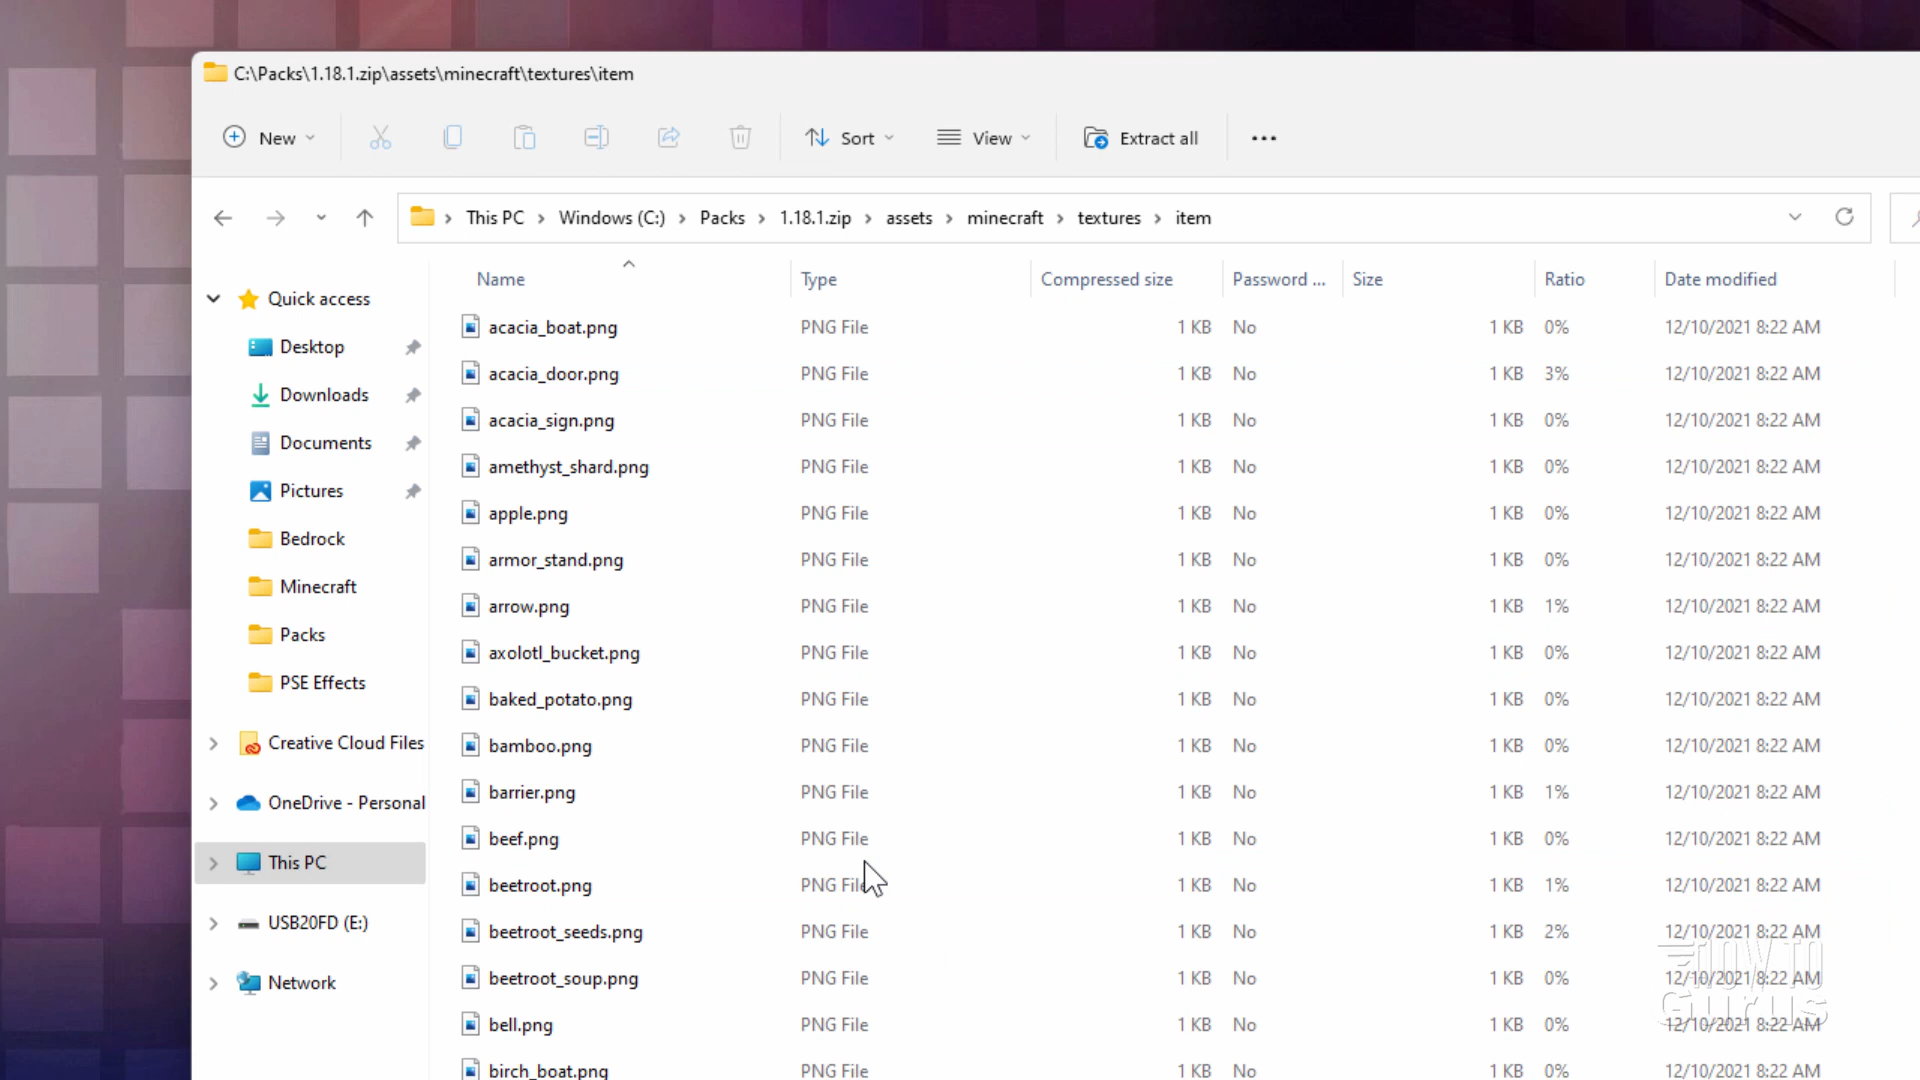 C:\Packs\1.18.1.zip\assets\minecraft\textures\item
New Sort View Extract all
This PC Windows (C:) Packs 1.18.1.zip assets minecraft textures item
Name Type Compressed size Password ... Size Ratio Date modified
Quick access
Desktop
Downloads
Documents
Pictures
Bedrock
Minecraft
Packs
PSE Effects
Creative Cloud Files
OneDrive - Personal
This PC
USB20FD (E:)
Network
acacia_boat.png PNG File 1 KB No 1 KB 0% 12/10/2021 8:22 AM
acacia_door.png PNG File 1 KB No 1 KB 3% 12/10/2021 8:22 AM
acacia_sign.png PNG File 1 KB No 1 KB 0% 12/10/2021 8:22 AM
amethyst_shard.png PNG File 1 KB No 1 KB 0% 12/10/2021 8:22 AM
apple.png PNG File 1 KB No 1 KB 0% 12/10/2021 8:22 AM
armor_stand.png PNG File 1 KB No 1 KB 0% 12/10/2021 8:22 AM
arrow.png PNG File 1 KB No 1 KB 1% 12/10/2021 8:22 AM
axolotl_bucket.png PNG File 1 KB No 1 KB 0% 12/10/2021 8:22 AM
baked_potato.png PNG File 1 KB No 1 KB 0% 12/10/2021 8:22 AM
bamboo.png PNG File 1 KB No 1 KB 0% 12/10/2021 8:22 AM
barrier.png PNG File 1 KB No 1 KB 1% 12/10/2021 8:22 AM
beef.png PNG File 1 KB No 1 KB 0% 12/10/2021 8:22 AM
beetroot.png PNG File 1 KB No 1 KB 1% 12/10/2021 8:22 AM
beetroot_seeds.png PNG File 1 KB No 1 KB 2% 12/10/2021 8:22 AM
beetroot_soup.png PNG File 1 KB No 1 KB 0% 12/10/2021 8:22 AM
bell.png PNG File 1 KB No 1 KB 0% 12/10/2021 8:22 AM
birch_boat.png PNG File 1 KB No 1 KB 0% 12/10/2021 8:22 AM
HOW TO
Gurus